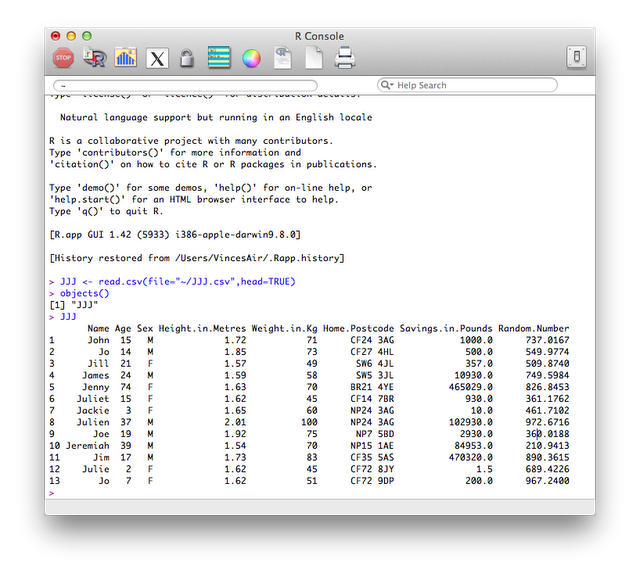 R Console
STOP
X
~
Help Search
Type 'license()' or 'licence()' for distribution details.
Natural language support but running in an English locale
R is a collaborative project with many contributors.
Type 'contributors()' for more information and
'citation()' on how to cite R or R packages in publications.
Type 'demo()' for some demos, 'help()' for on-line help, or
'help.start()' for an HTML browser interface to help.
Type 'q()' to quit R.
[R.app GUI 1.42 (5933) i386-apple-darwin9.8.0]
[History restored from /Users/VincesAir/.Rapp.history]
> JJJ <- read.csv(file="~/JJJ.csv",head=TRUE)
> objects()
[1] "JJJ"
> JJJ
Name Age Sex Height.in.Metres Weight.in.Kg Home.Postcode Savings.in.Pounds Random.Number
1 John 15 M 1.72 71 CF24 3AG 1000.0 737.0167
2 Jo 14 M 1.85 73 CF27 4HL 500.0 549.9774
3 Jill 21 F 1.57 49 SW6 4JL 357.0 509.8740
4 James 24 M 1.59 58 SW5 3JL 10930.0 749.5984
5 Jenny 74 F 1.63 70 BR21 4YE 465029.0 826.8453
6 Juliet 15 F 1.62 45 CF14 7BR 930.0 361.1762
7 Jackie 3 F 1.65 60 NP24 3AG 10.0 461.7102
8 Julien 37 M 2.01 100 NP24 3AG 102930.0 972.6716
9 Joe 19 M 1.92 75 NP7 5BD 2930.0 360.0188
10 Jeremiah 39 M 1.54 70 NP15 1AE 84953.0 210.9413
11 Jim 17 M 1.73 83 CF35 5AS 470320.0 890.3615
12 Julie 2 F 1.62 45 CF72 8JY 1.5 689.4226
13 Jo 7 F 1.62 51 CF72 9DP 200.0 967.2400
>